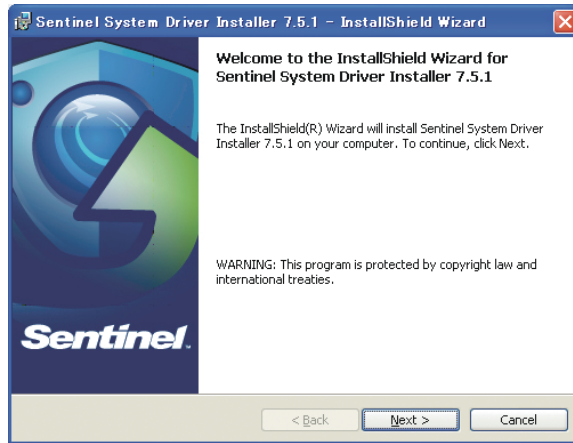 Sentinel System Driver Installer 7.5.1 - InstallShield Wizard
Welcome to the InstallShield Wizard for
Sentinel System Driver Installer 7.5.1
The InstallShield(R) Wizard will install Sentinel System Driver
Installer 7.5.1 on your computer. To continue, click Next.
WARNING: This program is protected by copyright law and
international treaties.
Sentinel.
< Back
Next >
Cancel